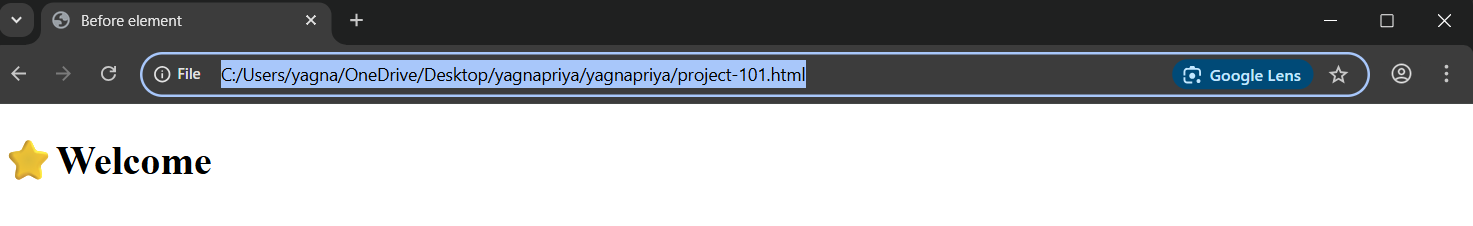 Before element
File C:/Users/yagna/OneDrive/Desktop/yagnapriya/yagnapriya/project-101.html Google Lens
⭐ Welcome